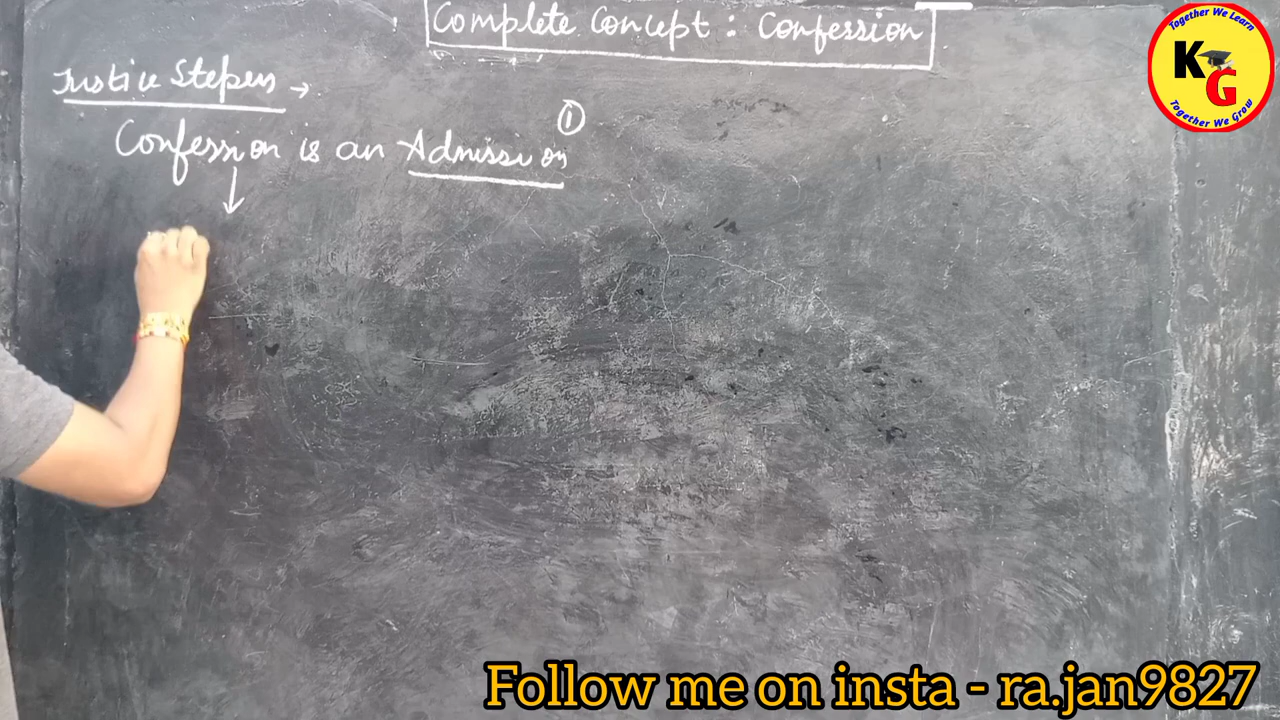 Complete Concept : Confession
Justice Stepens →
①
Confession is an Admission
↓
Together We Learn
KG
Together We Grow
Follow me on insta - ra.jan9827